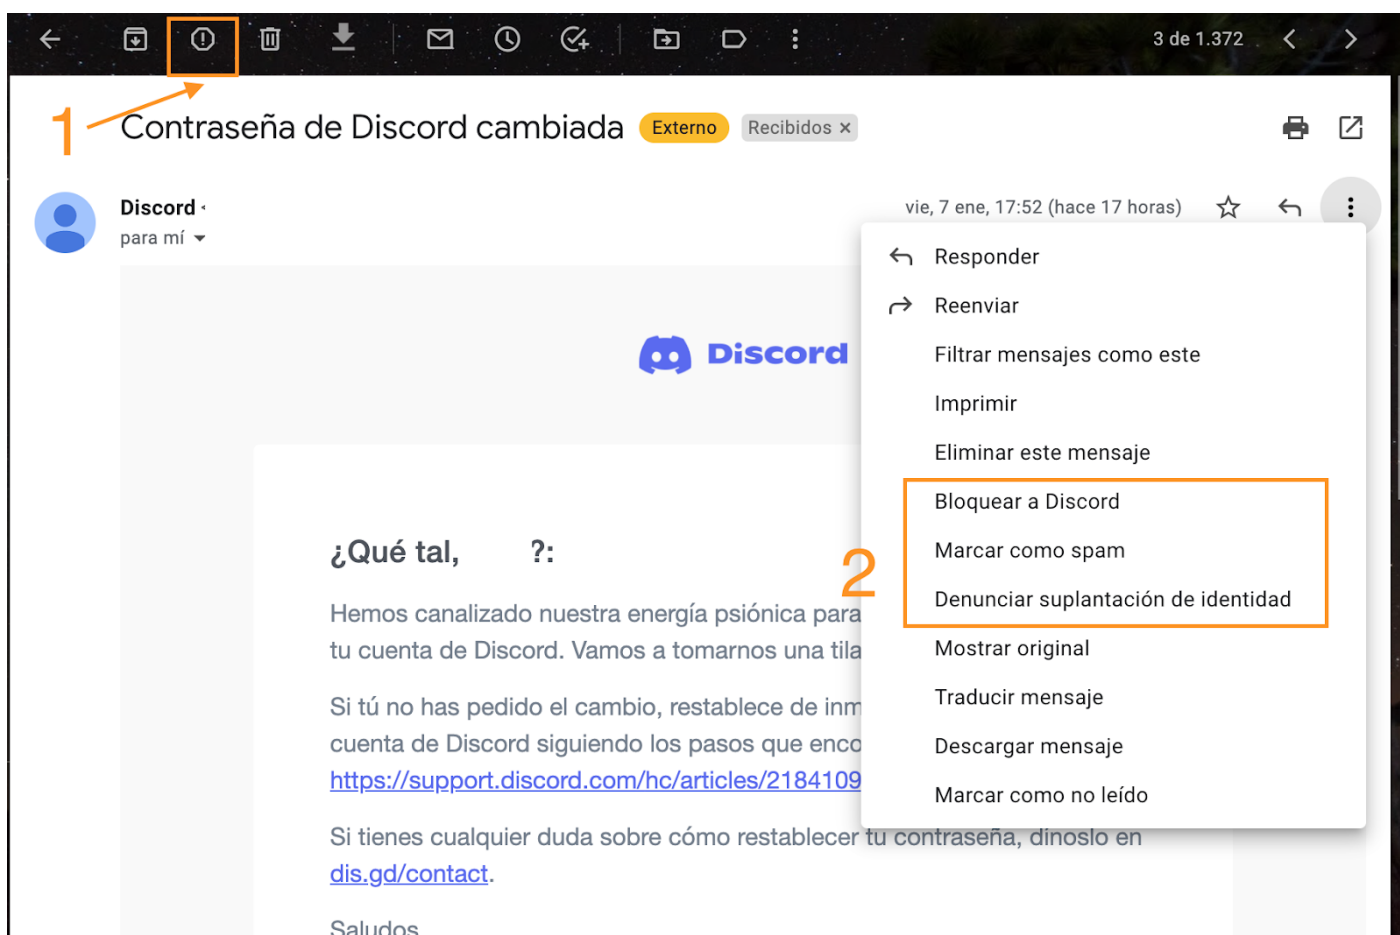 3 de 1.372
1
Contraseña de Discord cambiada Externo Recibidos ×
Discord
vie, 7 ene, 17:52 (hace 17 horas)
para mí
Responder
Reenviar
Filtrar mensajes como este
Imprimir
Eliminar este mensaje
Bloquear a Discord
Marcar como spam
Denunciar suplantación de identidad
Mostrar original
Traducir mensaje
Descargar mensaje
Marcar como no leído
2
Discord
¿Qué tal, ?:
Hemos canalizado nuestra energía psiónica para
tu cuenta de Discord. Vamos a tomarnos una tila
Si tú no has pedido el cambio, restablece de inm
cuenta de Discord siguiendo los pasos que enco
https://support.discord.com/hc/articles/2184109
Si tienes cualquier duda sobre cómo restablecer tu contraseña, dínoslo en
dis.gd/contact.
Saludos